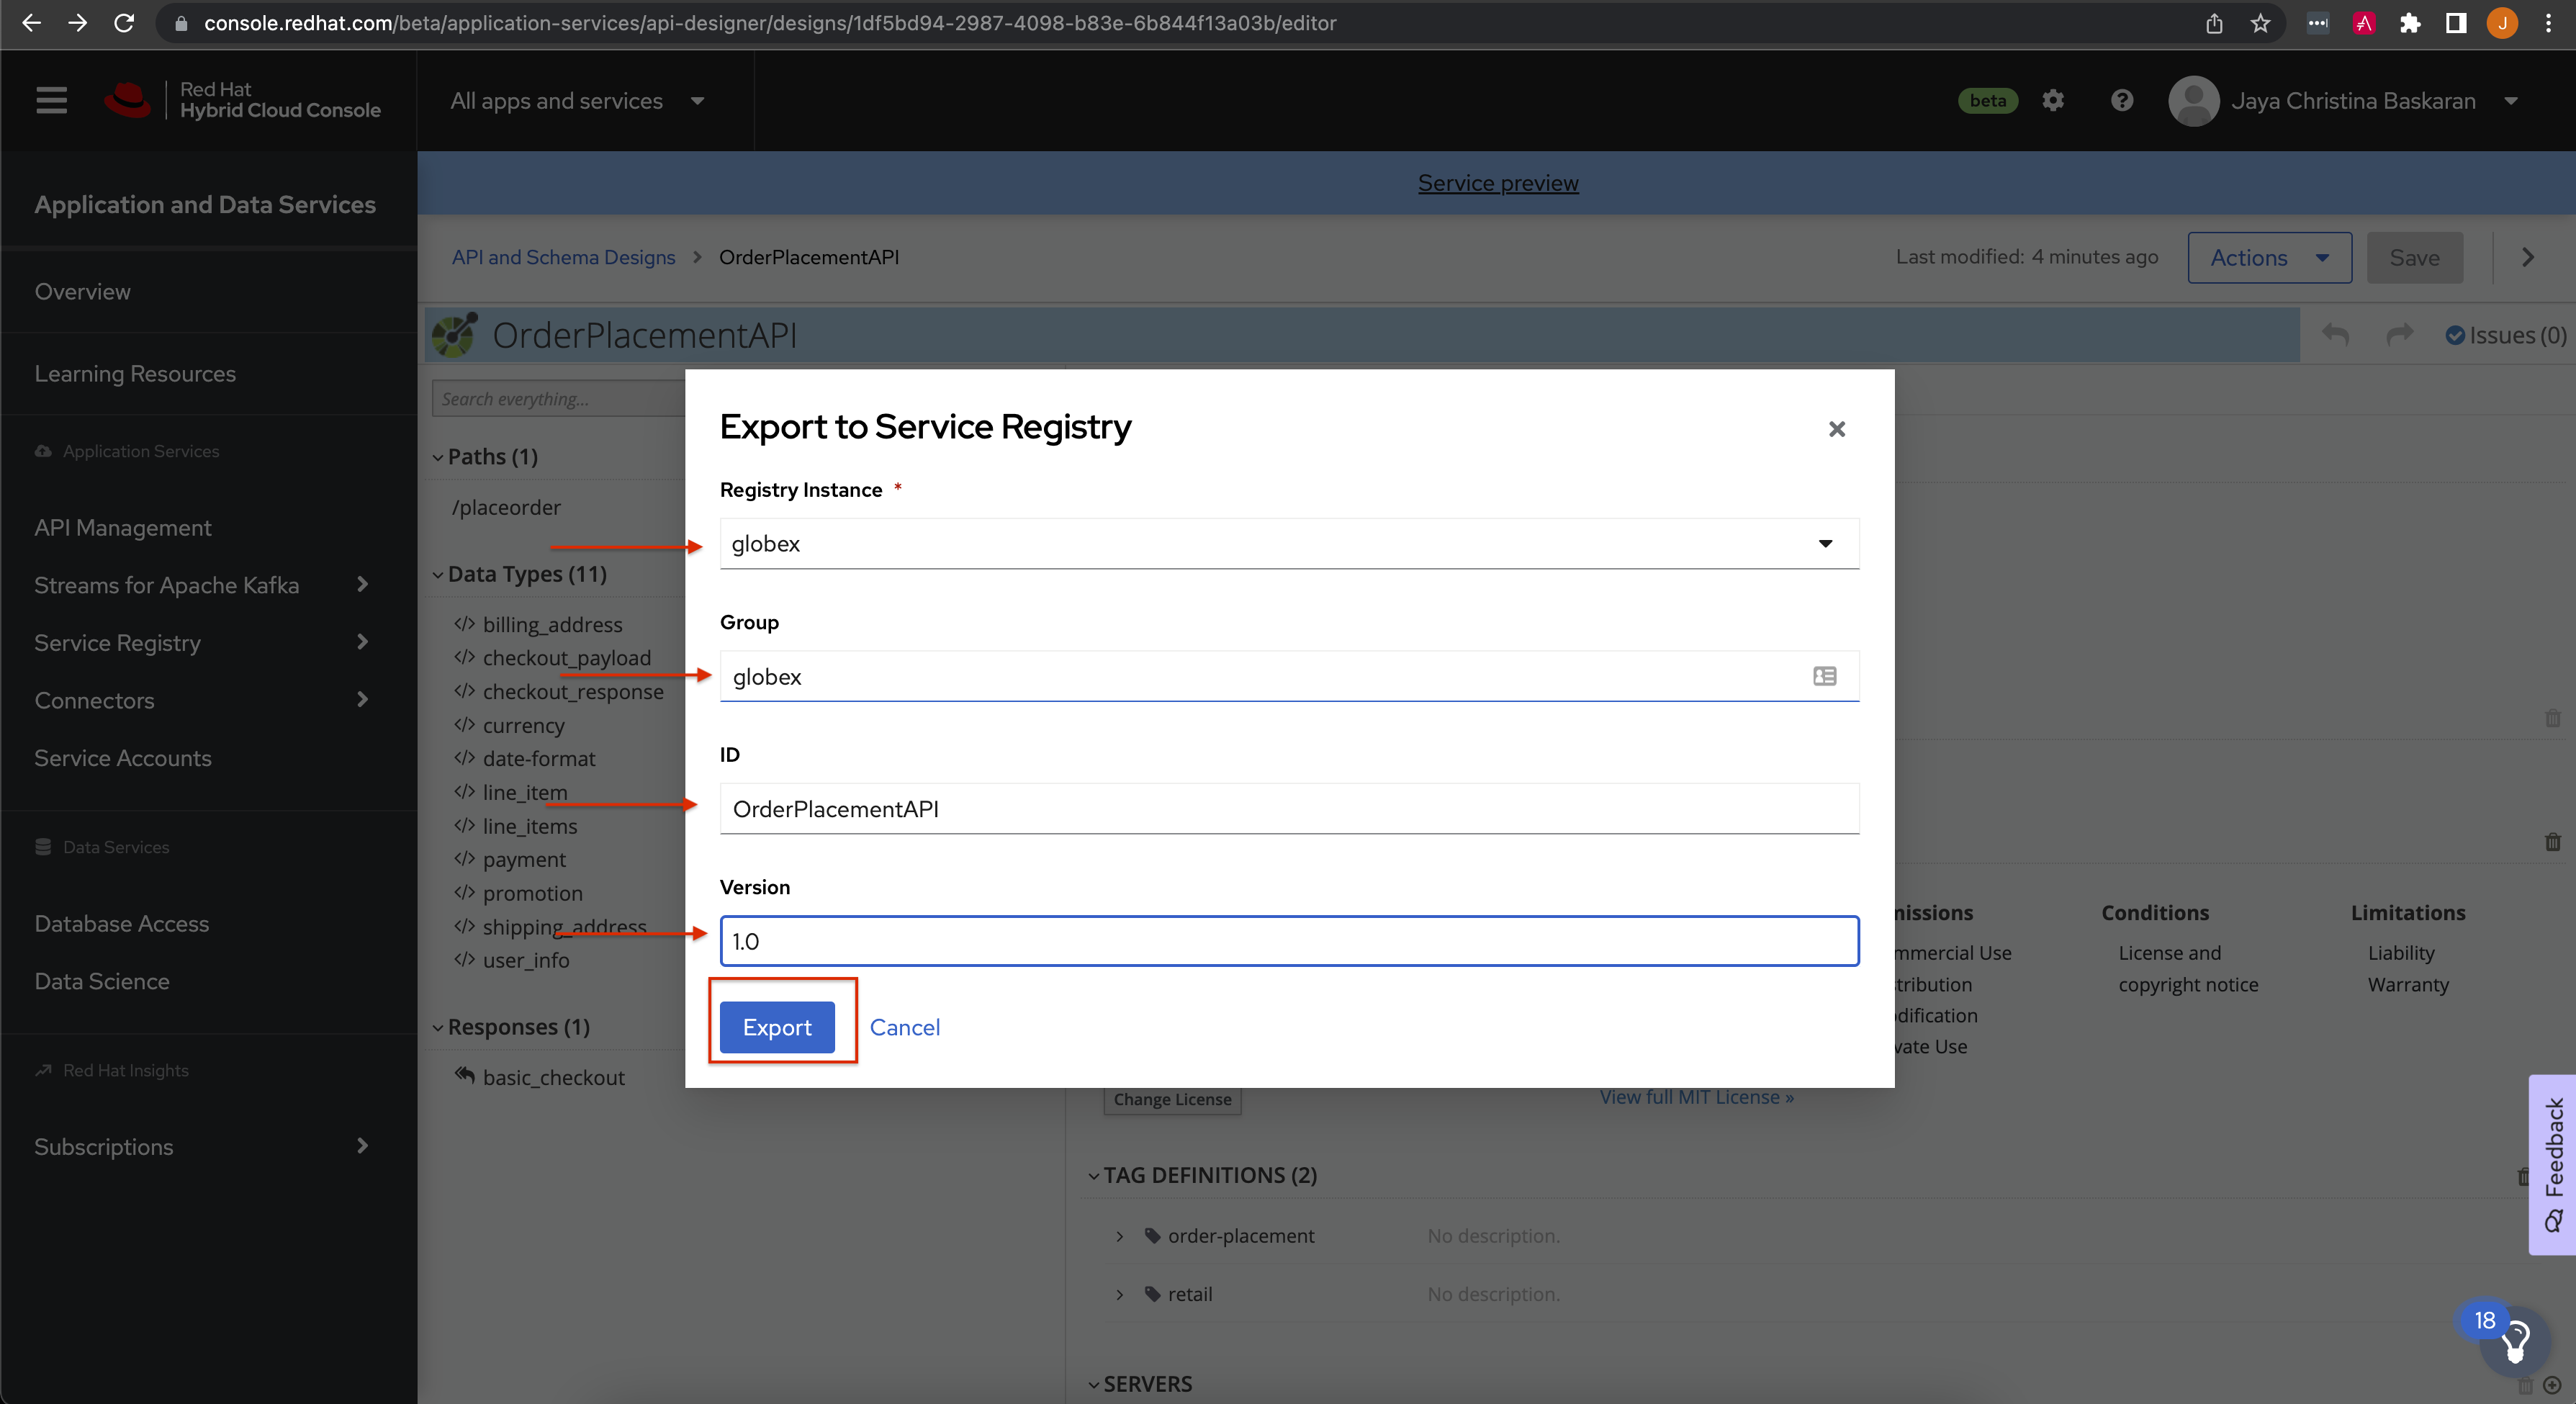 console.redhat.com/beta/application-services/api-designer/designs/1df5bd94-2987-4098-b83e-6b844f13a03b/editor
J
Red Hat
Hybrid Cloud Console
All apps and services
beta
Jaya Christina Baskaran
Application and Data Services
Overview
Learning Resources
Application Services
API Management
Streams for Apache Kafka
Service Registry
Connectors
Service Accounts
Data Services
Database Access
Data Science
Red Hat Insights
Subscriptions
Service preview
API and Schema Designs > OrderPlacementAPI
Last modified: 4 minutes ago
Actions
Save
OrderPlacementAPI
Issues (0)
Search everything...
Paths (1)
/placeorder
Data Types (11)
</> billing_address
</> checkout_payload
</> checkout_response
</> currency
</> date-format
</> line_item
</> line_items
</> payment
</> promotion
</> shipping_address
</> user_info
Responses (1)
basic_checkout
Export to Service Registry
Registry Instance *
globex
Group
globex
ID
OrderPlacementAPI
Version
1.0
Export
Cancel
missions
mmercial Use
tribution
dification
vate Use
Conditions
License and
copyright notice
Limitations
Liability
Warranty
Change License
View full MIT License »
TAG DEFINITIONS (2)
order-placement No description.
retail No description.
SERVERS
Feedback
18